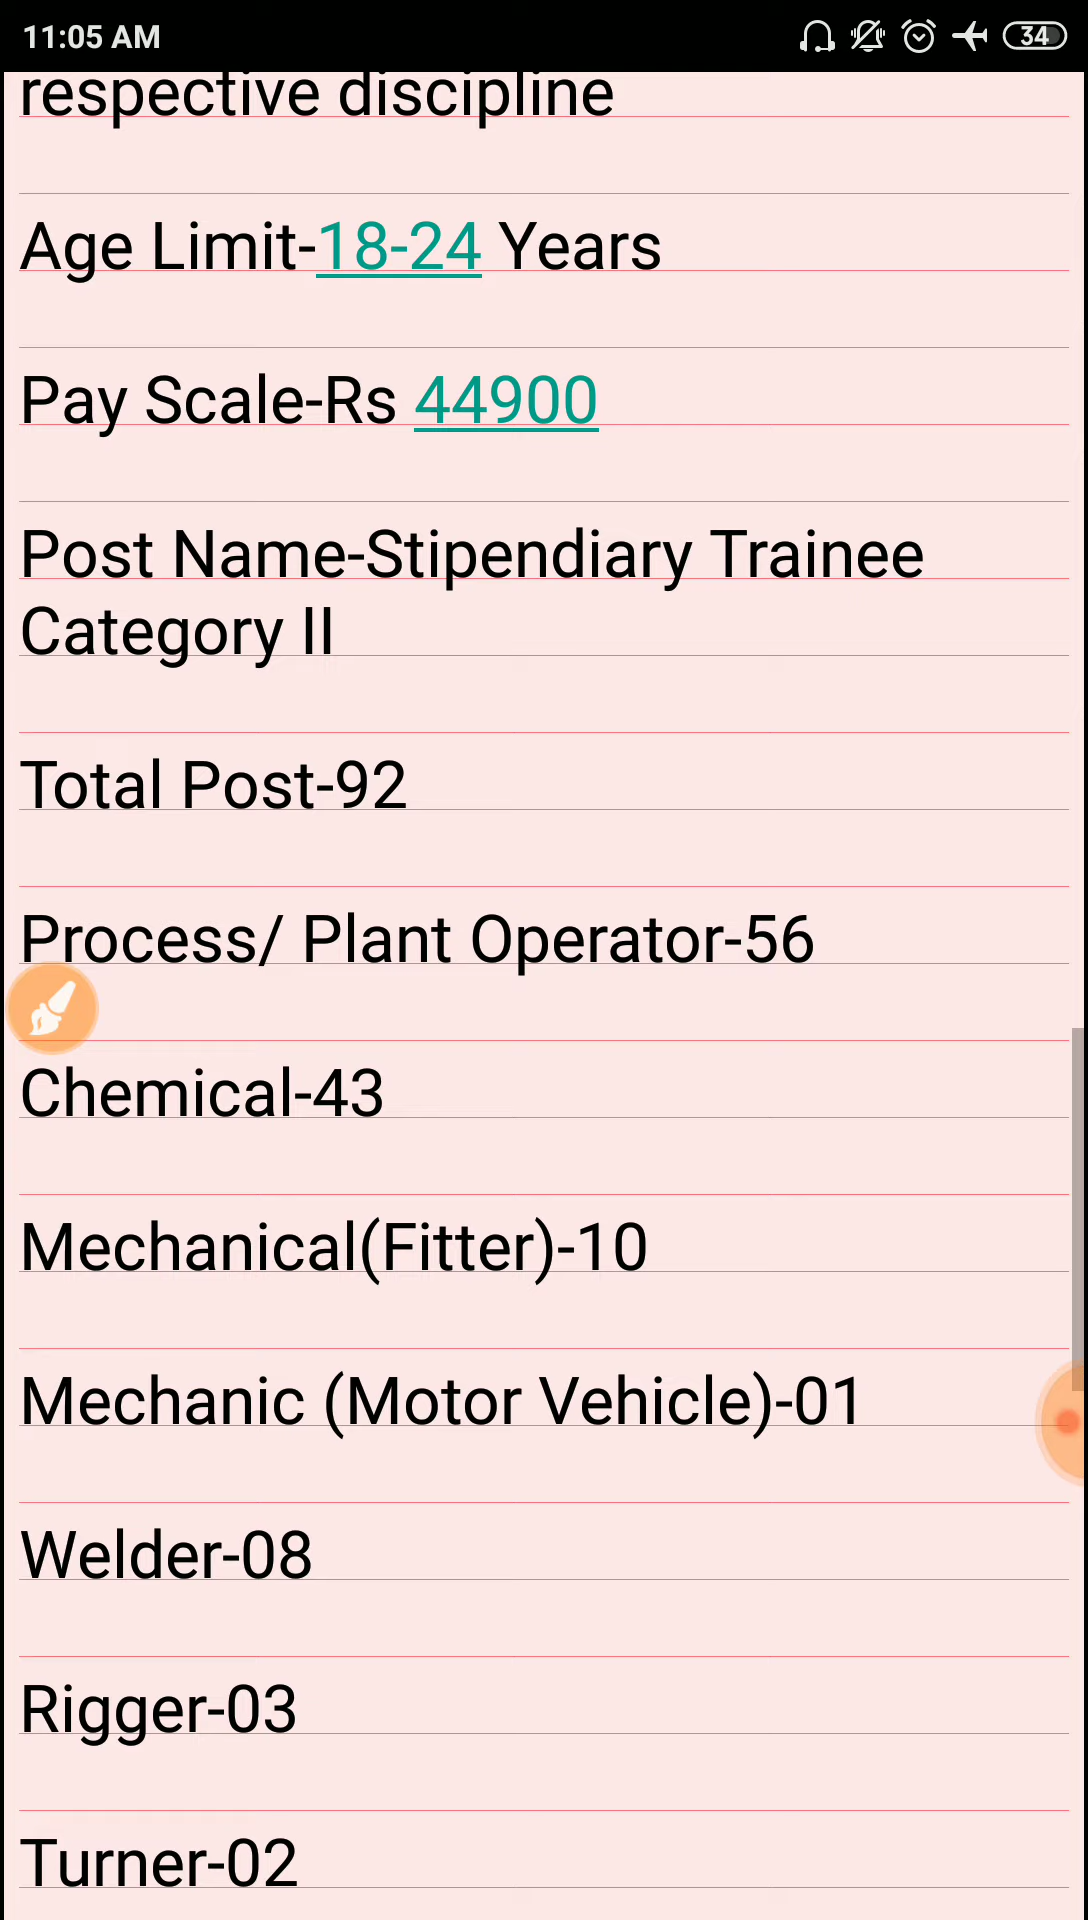 11:05 AM
34
respective discipline
Age Limit-18-24 Years
Pay Scale-Rs 44900
Post Name-Stipendiary Trainee
Category II
Total Post-92
Process/ Plant Operator-56
Chemical-43
Mechanical(Fitter)-10
Mechanic (Motor Vehicle)-01
Welder-08
Rigger-03
Turner-02